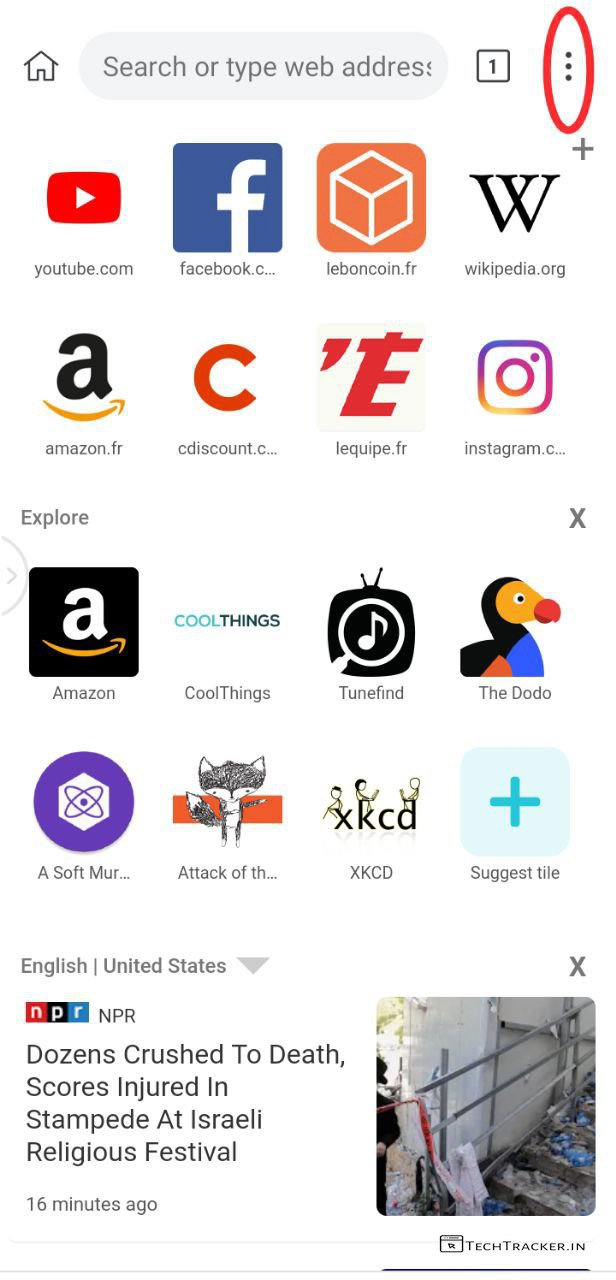 Search or type web address
1
youtube.com
facebook.c...
leboncoin.fr
wikipedia.org
amazon.fr
cdiscount.c...
lequipe.fr
instagram.c...
Explore
X
COOLTHINGS
Amazon
CoolThings
Tunefind
The Dodo
xkcd
A Soft Mur...
Attack of th...
XKCD
Suggest tile
English | United States
X
npr NPR
Dozens Crushed To Death,
Scores Injured In
Stampede At Israeli
Religious Festival
16 minutes ago
TECHTRACKER.IN